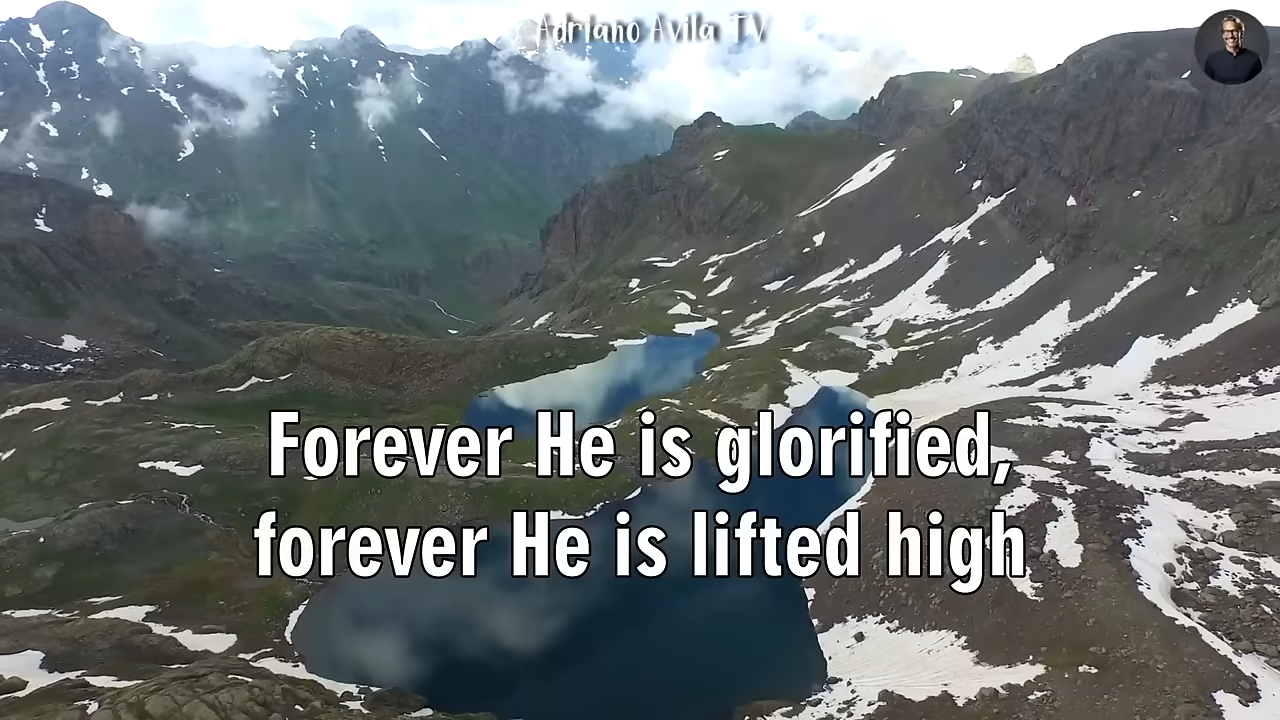 Adriano Avila TV
Forever He is glorified,
forever He is lifted high